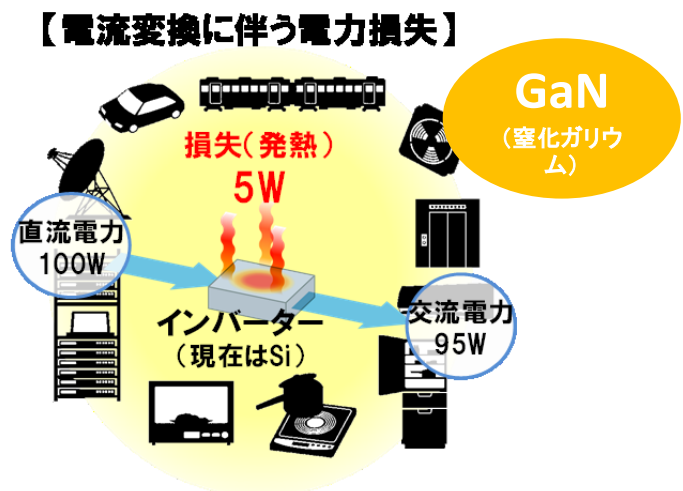 【電流変換に伴う電力損失】
GaN
（窒化ガリウ
ム）
損失（発熱）
5W
直流電力
100W
インバーター
（現在はSi）
交流電力
95W